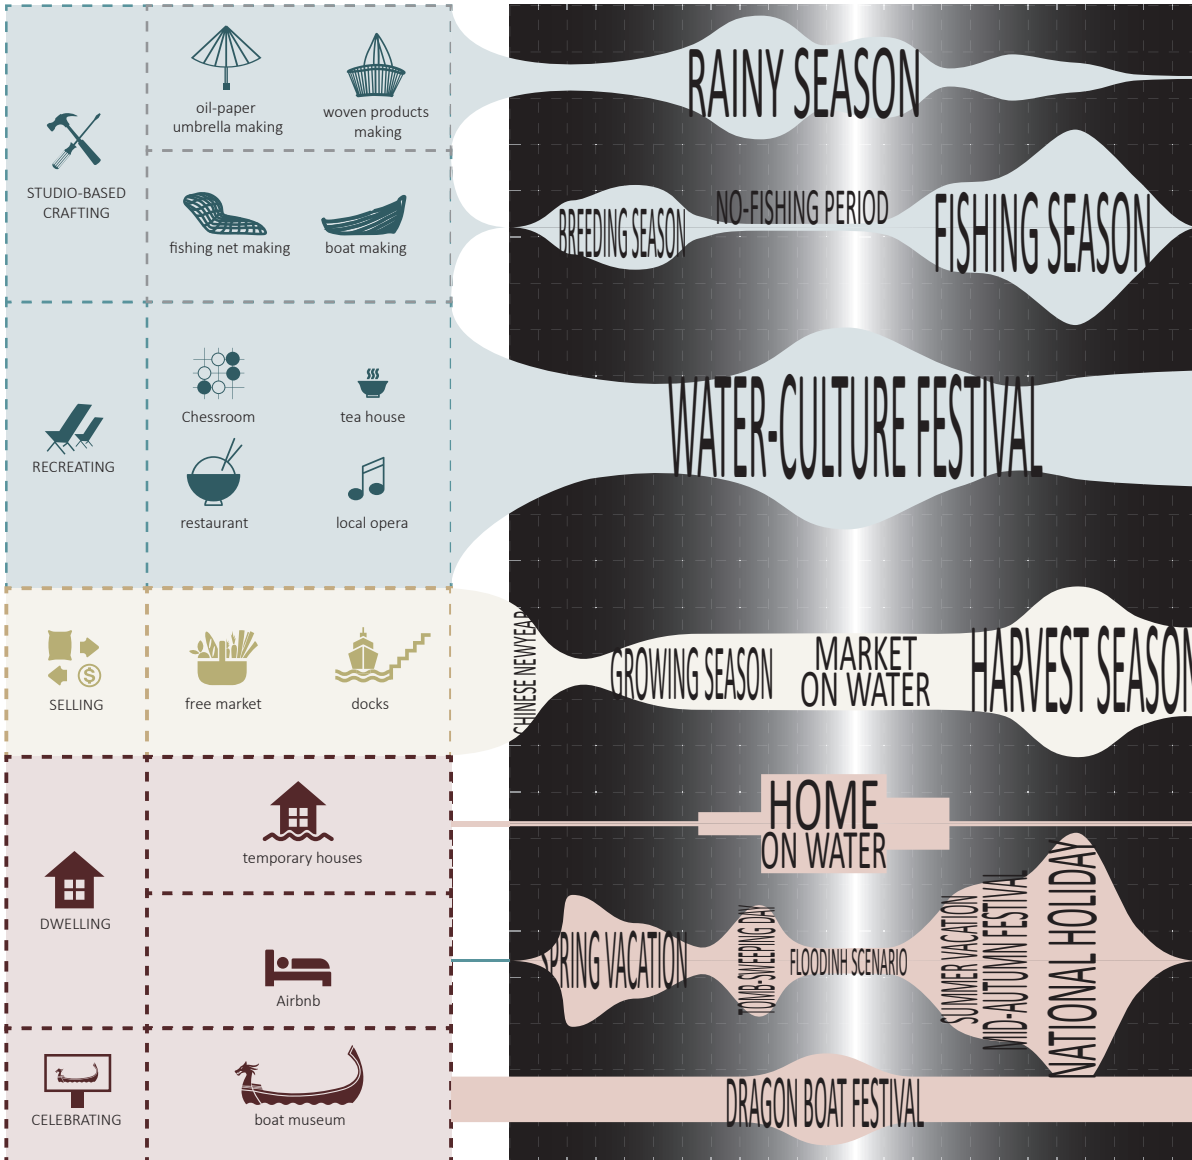 oil-paper
umbrella making
woven products
making
STUDIO-BASED
CRAFTING
fishing net making
boat making
RAINY SEASON
BREEDING SEASON
NO-FISHING PERIOD
FISHING SEASON
Chessroom
tea house
RECREATING
restaurant
local opera
WATER-CULTURE FESTIVAL
SELLING
free market
docks
CHINESE NEWYEAR
GROWING SEASON
MARKET
ON WATER
HARVEST SEASON
temporary houses
DWELLING
Airbnb
HOME
ON WATER
SPRING VACATION
TOMB-SWEEPING DAY
FLOODINH SCENARIO
SUMMER VACATION
MID-AUTUMN FESTIVAL
NATIONAL HOLIDAY
CELEBRATING
boat museum
DRAGON BOAT FESTIVAL